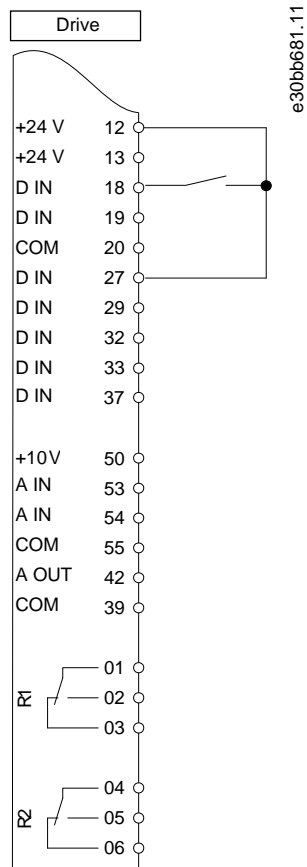 Drive
e30bb681.11
+24 V 12
+24 V 13
D IN 18
D IN 19
COM 20
D IN 27
D IN 29
D IN 32
D IN 33
D IN 37
+10V 50
A IN 53
A IN 54
COM 55
A OUT 42
COM 39
R1
01
02
03
R2
04
05
06